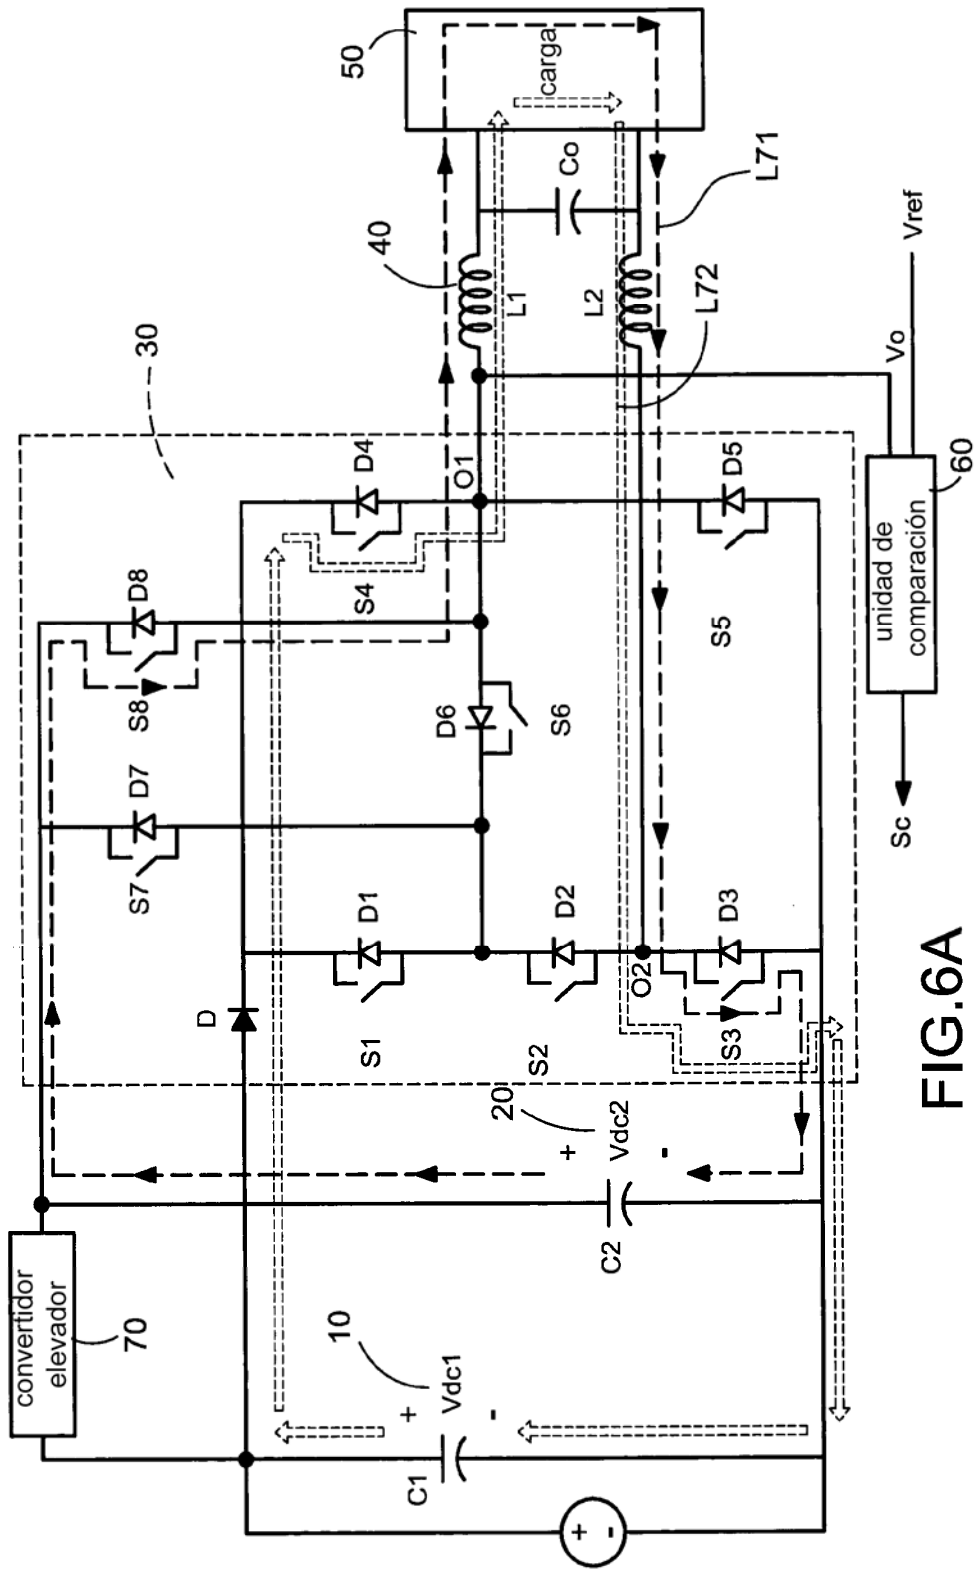 convertidor
elevador
70
10
C1
+
Vdc1
-
+
-
20
C2
+
Vdc2
-
D
30
S7
D7
S8
D8
S1
D1
S2
D2
O2
S3
D3
D6
S6
S4
D4
O1
S5
D5
40
L1
L2
Co
50
carga
L71
L72
Vo
Vref
unidad de
comparación
60
Sc
FIG.6A